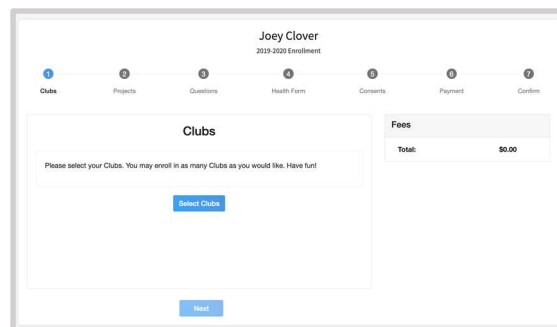 Joey Clover
2019-2020 Enrollment
1 2 3 4 5 6 7
Clubs Projects Questions Health Form Consents Payment Confirm
Clubs
Please select your Clubs. You may enroll in as many Clubs as you would like. Have fun!
Select Clubs
Next
Fees
Total: $0.00